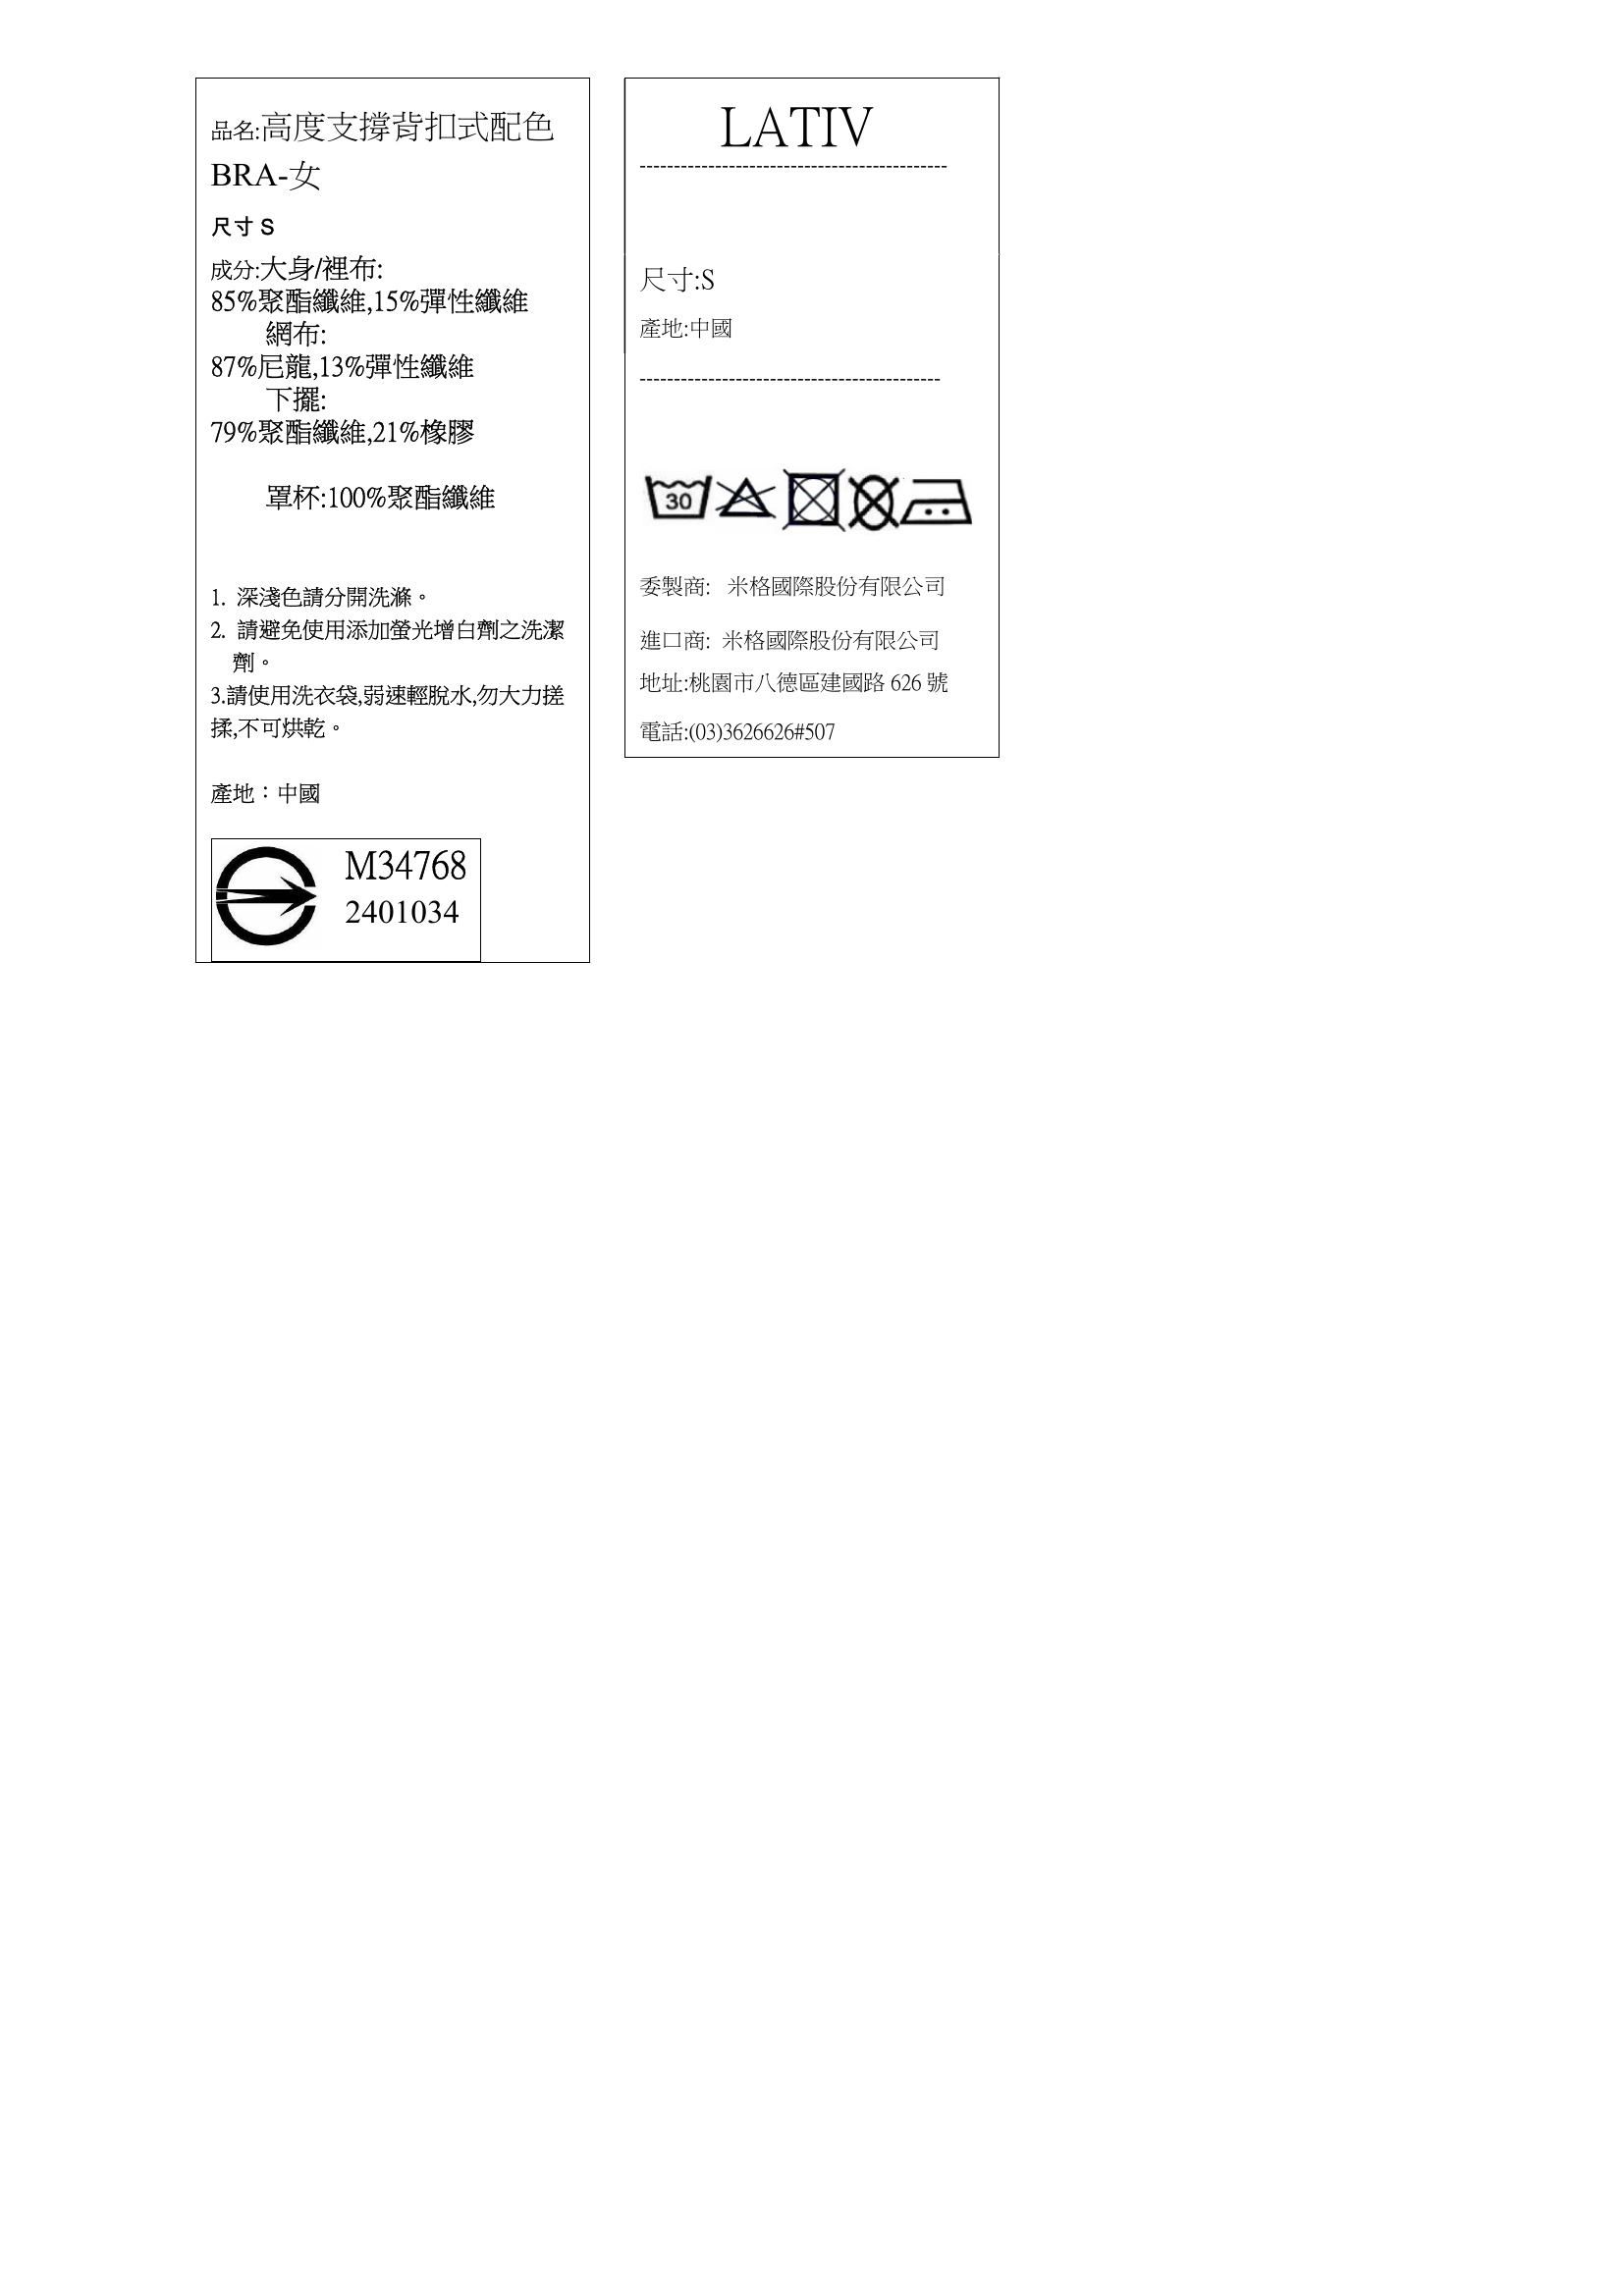 品名:高度支撐背扣式配色
BRA-女
尺寸 S
成分:大身/裡布:
85%聚酯纖維,15%彈性纖維
網布:
87%尼龍,13%彈性纖維
下擺:
79%聚酯纖維,21%橡膠
罩杯:100%聚酯纖維
1. 深淺色請分開洗滌。
2. 請避免使用添加螢光增白劑之洗潔
劑。
3.請使用洗衣袋,弱速輕脫水,勿大力搓
揉,不可烘乾。
產地：中國
M34768
2401034
LATIV
---------------------------------------------
尺寸:S
產地:中國
--------------------------------------------
30
委製商: 米格國際股份有限公司
進口商: 米格國際股份有限公司
地址:桃園市八德區建國路 626 號
電話:(03)3626626#507